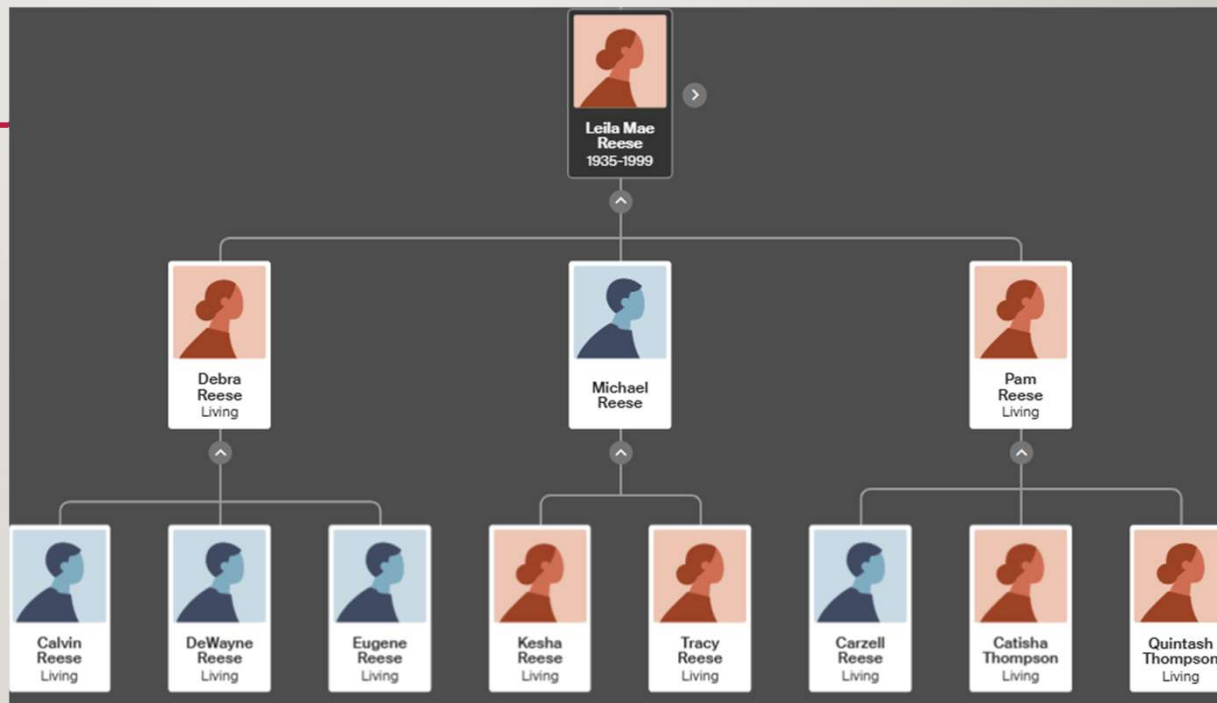 Leila Mae
Reese
1935-1999
Debra
Reese
Living
Michael
Reese
Pam
Reese
Living
Calvin
Reese
Living
DeWayne
Reese
Living
Eugene
Reese
Living
Kesha
Reese
Living
Tracy
Reese
Living
Carzell
Reese
Living
Catisha
Thompson
Living
Quintash
Thompson
Living